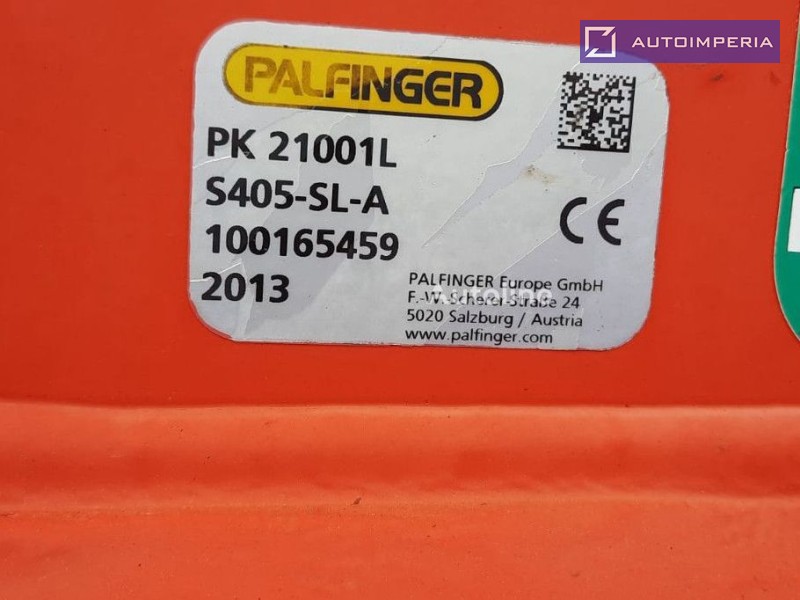 AUTOIMPERIA
PALFINGER
PK 21001L
S405-SL-A
100165459
2013
CE
PALFINGER Europe GmbH
F.-W.-Scherer-Straße 24
5020 Salzburg / Austria
www.palfinger.com
Autoline